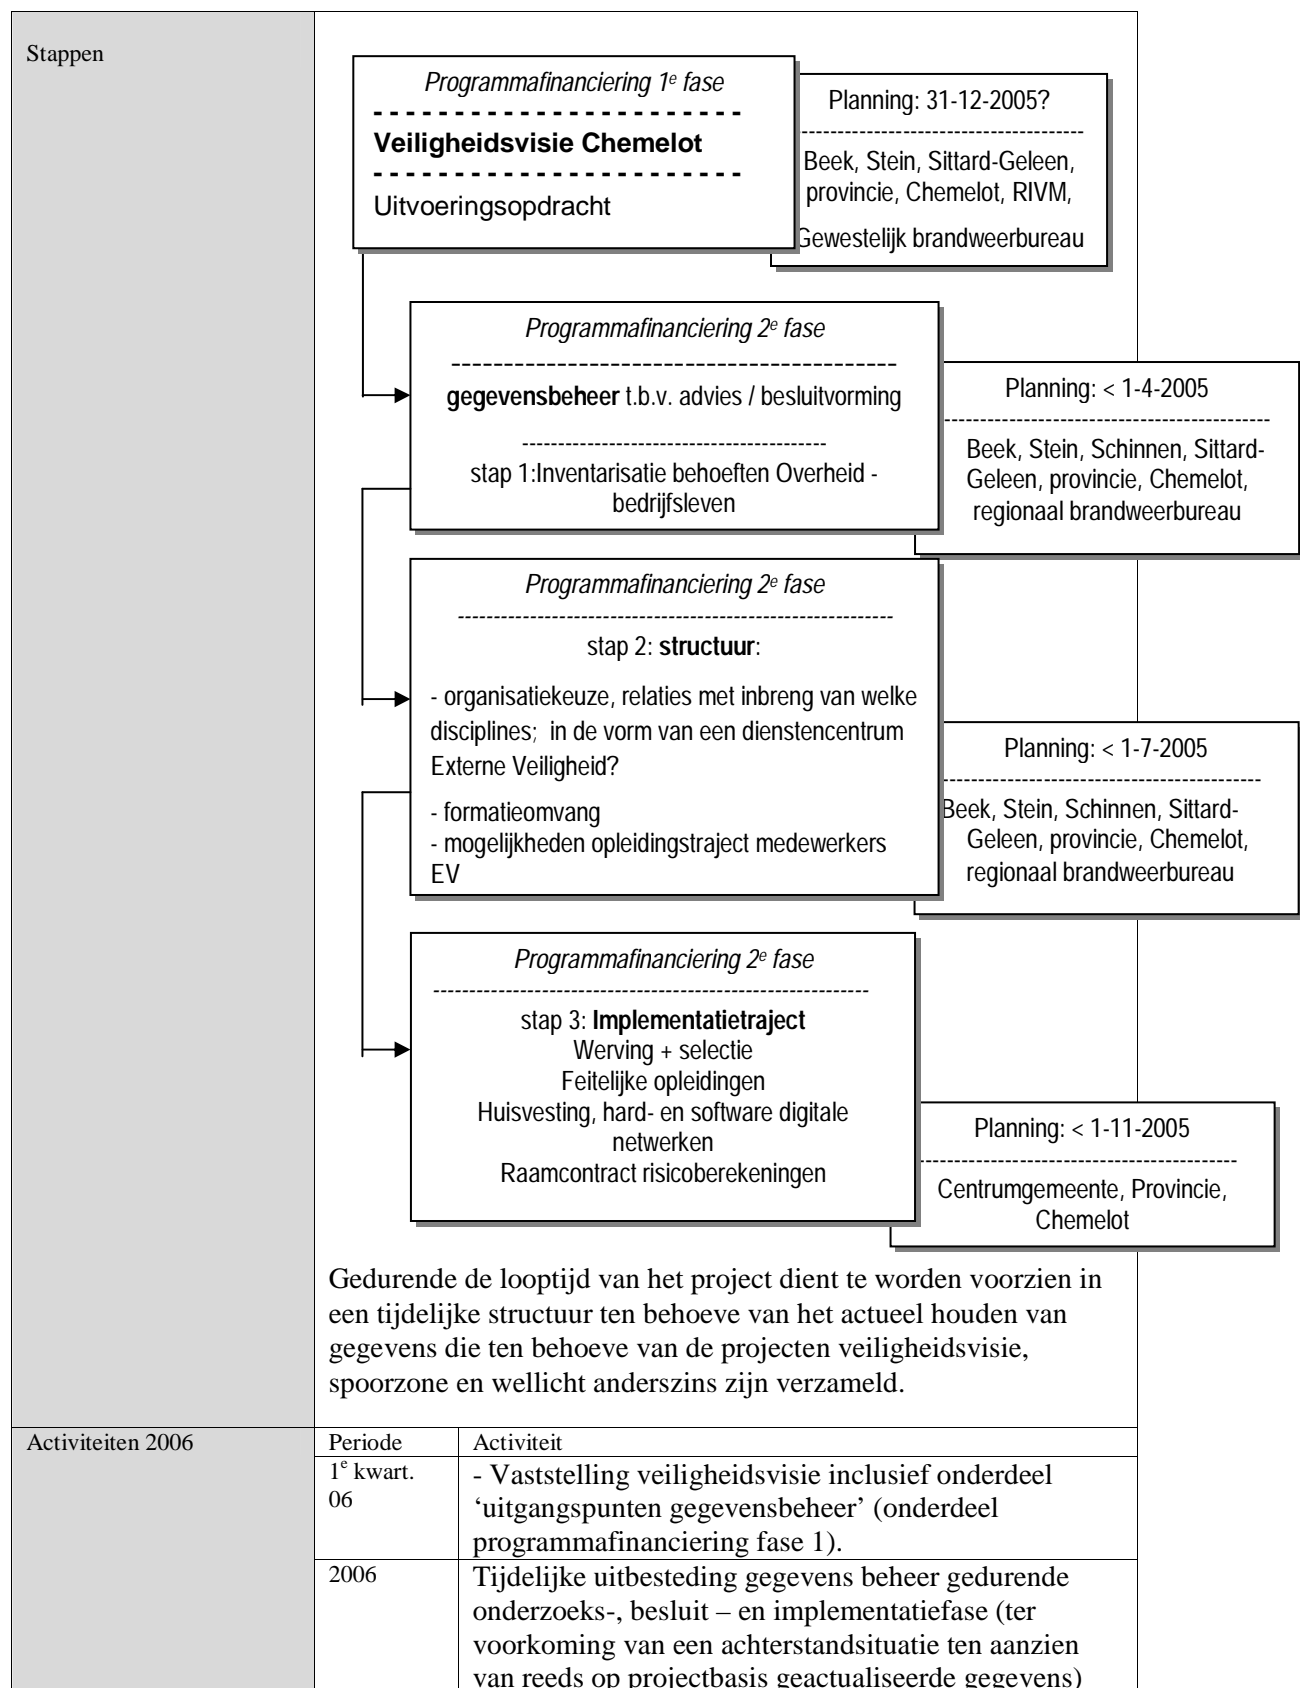 Stappen
Programmafinanciering 1e fase
- - - - - - - - - - - - - - - - - - - - - - -
Veiligheidsvisie Chemelot
- - - - - - - - - - - - - - - - - - - - - - -
Uitvoeringsopdracht
Planning: 31-12-2005?
---------------------------------------
Beek, Stein, Sittard-Geleen,
provincie, Chemelot, RIVM,
Gewestelijk brandweerbureau
Programmafinanciering 2e fase
------------------------------------------
gegevensbeheer t.b.v. advies / besluitvorming
------------------------------------------
stap 1:Inventarisatie behoeften Overheid -
bedrijfsleven
Planning: < 1-4-2005
---------------------------------------------
Beek, Stein, Schinnen, Sittard-
Geleen, provincie, Chemelot,
regionaal brandweerbureau
Programmafinanciering 2e fase
------------------------------------------------------------
stap 2: structuur:
- organisatiekeuze, relaties met inbreng van welke
disciplines;  in de vorm van een dienstencentrum
Externe Veiligheid?
- formatieomvang
- mogelijkheden opleidingstraject medewerkers
EV
Planning: < 1-7-2005
--------------------------------------------
Beek, Stein, Schinnen, Sittard-
Geleen, provincie, Chemelot,
regionaal brandweerbureau
Programmafinanciering 2e fase
------------------------------------------------------------
stap 3: Implementatietraject
Werving + selectie
Feitelijke opleidingen
Huisvesting, hard- en software digitale
netwerken
Raamcontract risicoberekeningen
Planning: < 1-11-2005
--------------------------------------------
Centrumgemeente, Provincie,
Chemelot
Gedurende de looptijd van het project dient te worden voorzien in
een tijdelijke structuur ten behoeve van het actueel houden van
gegevens die ten behoeve van de projecten veiligheidsvisie,
spoorzone en wellicht anderszins zijn verzameld.
Activiteiten 2006
Periode Activiteit
1e kwart.
06
- Vaststelling veiligheidsvisie inclusief onderdeel
‘uitgangspunten gegevensbeheer’ (onderdeel
programmafinanciering fase 1).
2006
Tijdelijke uitbesteding gegevens beheer gedurende
onderzoeks-, besluit – en implementatiefase (ter
voorkoming van een achterstandsituatie ten aanzien
van reeds op projectbasis geactualiseerde gegevens)